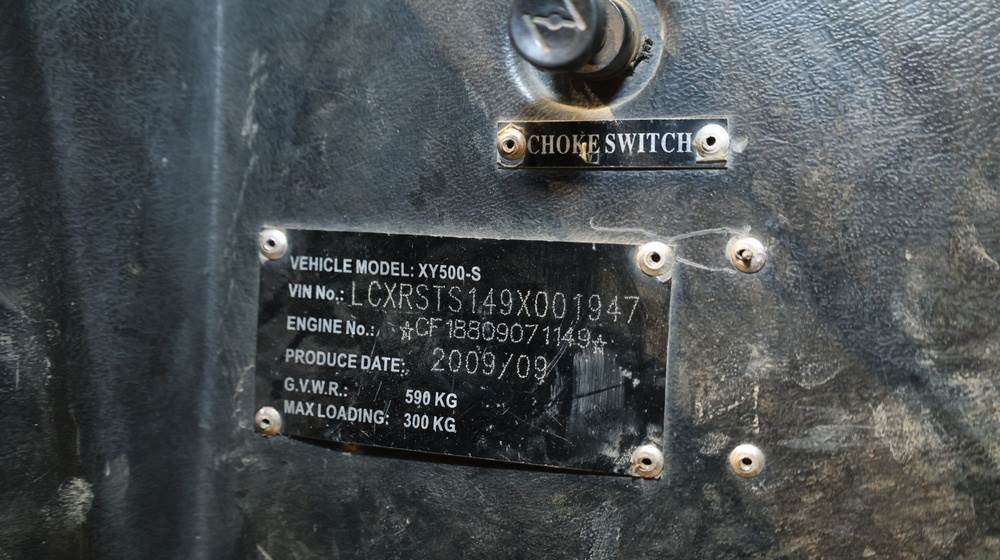 CHOKE SWITCH
VEHICLE MODEL: XY500-S
VIN No.: LCXRSTS149X001947
ENGINE No.: ☆CF18809071149☆
PRODUCE DATE: 2009/09
G.V.W.R.: 590 KG
MAX LOADING: 300 KG